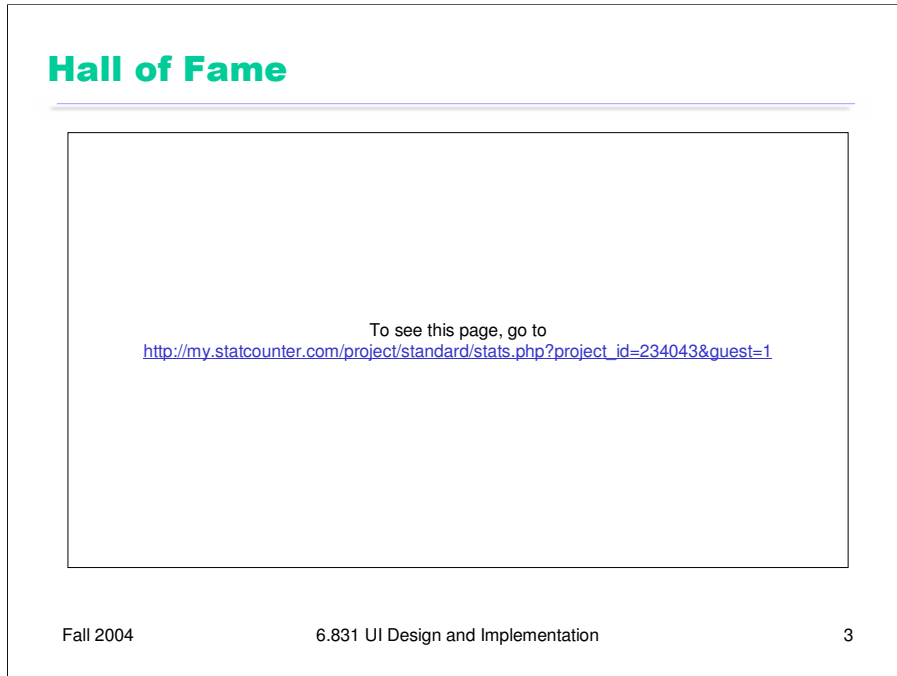 Hall of Fame
To see this page, go to
http://my.statcounter.com/project/standard/stats.php?project_id=234043&guest=1
Fall 2004 6.831 UI Design and Implementation 3